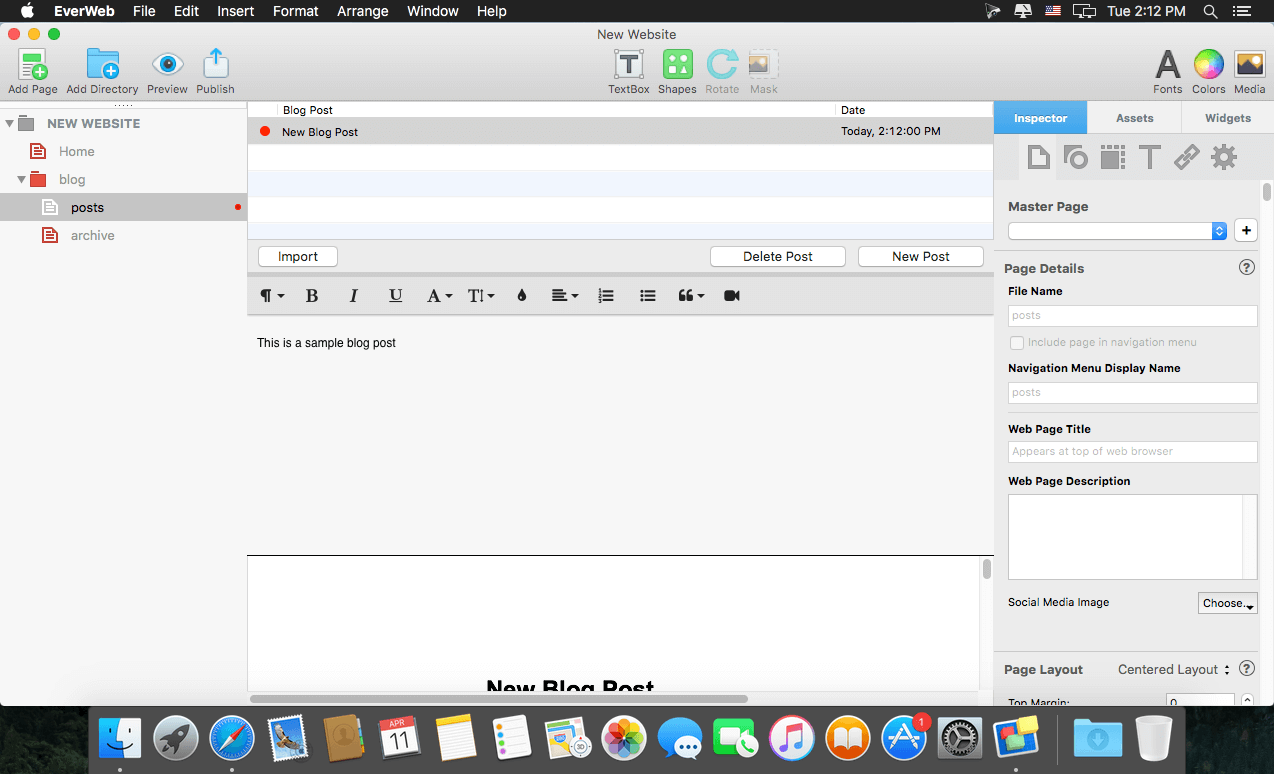 EverWeb File Edit Insert Format Arrange Window Help Tue 2:12 PM
New Website
Add Page Add Directory Preview Publish TextBox Shapes Rotate Mask Fonts Colors Media
NEW WEBSITE
Home
blog
posts
archive
Blog Post Date
New Blog Post Today, 2:12:00 PM
Import Delete Post New Post
B I U A T
This is a sample blog post
New Blog Post
Inspector Assets Widgets
T
Master Page
+
Page Details ?
File Name
posts
Include page in navigation menu
Navigation Menu Display Name
posts
Web Page Title
Appears at top of web browser
Web Page Description
Social Media Image Choose..
Page Layout Centered Layout ?
Top Margin: 0
APR
11
3D
1